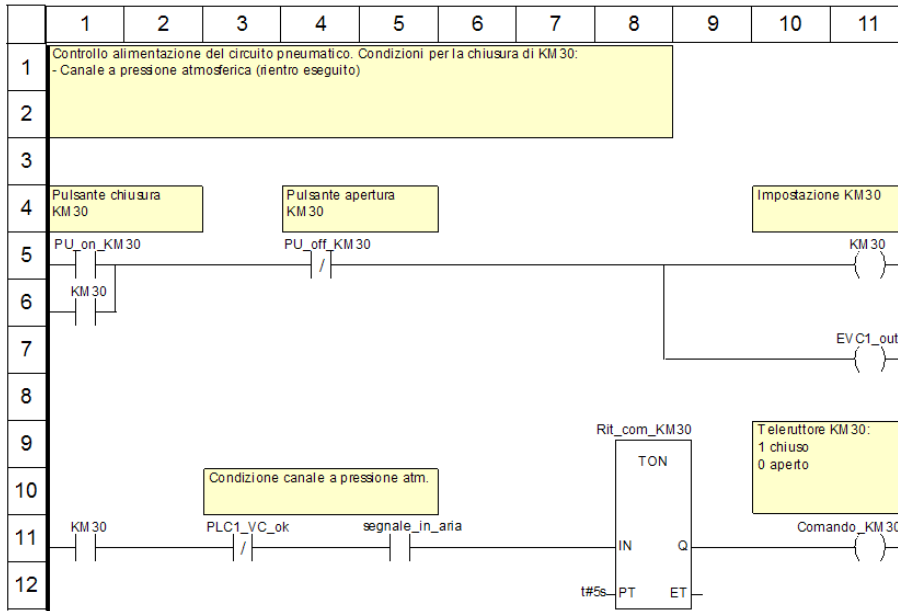 1 2 3 4 5 6 7 8 9 10 11
1
Controllo alimentazione del circuito pneumatico. Condizioni per la chiusura di KM30:
- Canale a pressione atmosferica (rientro eseguito)
2
3
4
Pulsante chiusura
KM30
Pulsante apertura
KM30
Impostazione KM30
5
PU_on_KM30
PU_off_KM30
/
KM30
( )
6
KM30
7
EVC1_out
( )
8
9
Rit_com_KM30
TON
Teleruttore KM30:
1 chiuso
0 aperto
10
Condizione canale a pressione atm.
11
KM30
PLC1_VC_ok
/
segnale_in_aria
IN Q
Comando_KM30
( )
12
t#5s
PT ET